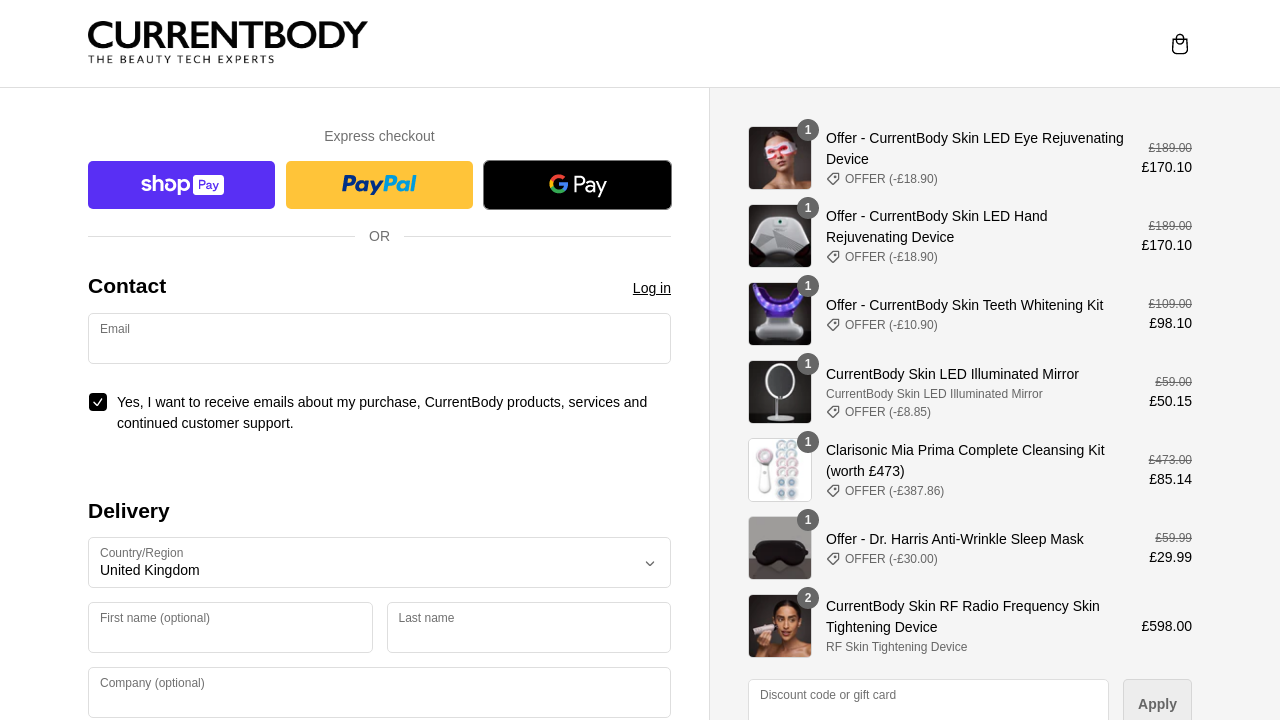 CURRENTBODY
THE BEAUTY TECH EXPERTS
Express checkout
shop Pay
PayPal
G Pay
OR
Contact
Log in
Email
Yes, I want to receive emails about my purchase, CurrentBody products, services and
continued customer support.
Delivery
Country/Region
United Kingdom
First name (optional)
Last name
Company (optional)
1
Offer - CurrentBody Skin LED Eye Rejuvenating
Device
OFFER (-£18.90)
£189.00
£170.10
1
Offer - CurrentBody Skin LED Hand
Rejuvenating Device
OFFER (-£18.90)
£189.00
£170.10
1
Offer - CurrentBody Skin Teeth Whitening Kit
OFFER (-£10.90)
£109.00
£98.10
1
CurrentBody Skin LED Illuminated Mirror
CurrentBody Skin LED Illuminated Mirror
OFFER (-£8.85)
£59.00
£50.15
1
Clarisonic Mia Prima Complete Cleansing Kit
(worth £473)
OFFER (-£387.86)
£473.00
£85.14
1
Offer - Dr. Harris Anti-Wrinkle Sleep Mask
OFFER (-£30.00)
£59.99
£29.99
2
CurrentBody Skin RF Radio Frequency Skin
Tightening Device
RF Skin Tightening Device
£598.00
Discount code or gift card
Apply